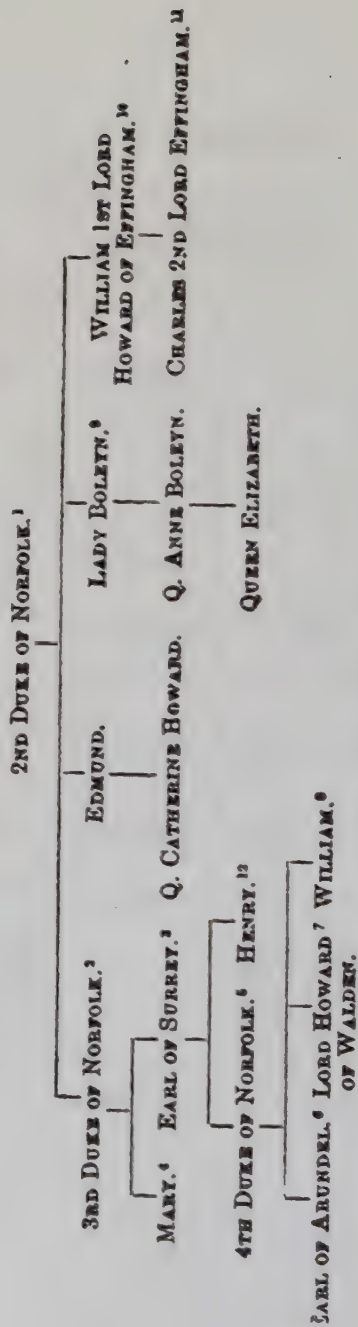 2ND DUKE OF NORFOLK.¹
3RD DUKE OF NORFOLK.² EDMUND. LADY BOLEYN.⁹ WILLIAM 1ST LORD
HOWARD OF EFFINGHAM.¹⁰
MARY.⁴ EARL OF SURREY.³ Q. CATHERINE HOWARD. Q. ANNE BOLEYN. CHARLES 2ND LORD EFFINGHAM.¹¹
4TH DUKE OF NORFOLK.⁵ HENRY.¹² QUEEN ELIZABETH.
EARL OF ARUNDEL.⁶ LORD HOWARD⁷ WILLIAM.⁸
OF WALDEN.